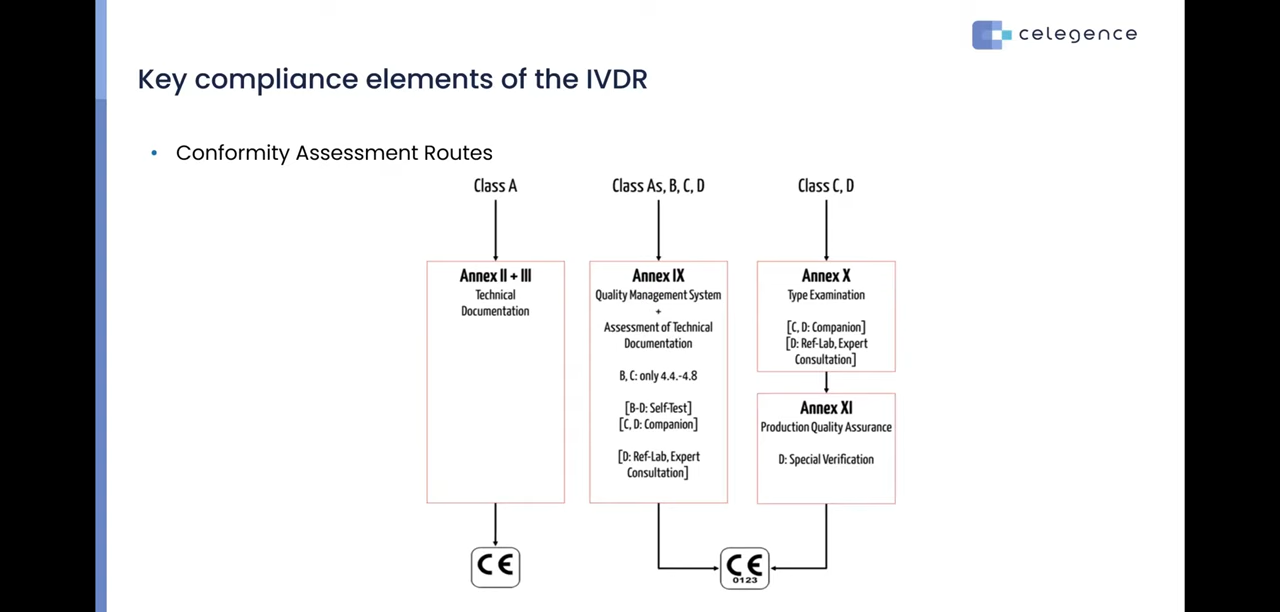 celegence
Key compliance elements of the IVDR
• Conformity Assessment Routes
Class A
Class As, B, C, D
Class C, D
Annex II + III
Technical
Documentation
Annex IX
Quality Management System
+
Assessment of Technical
Documentation
B, C: only 4.4.-4.8
[B-D: Self-Test]
[C, D: Companion]
[D: Ref-Lab, Expert
Consultation]
Annex X
Type Examination
[C, D: Companion]
[D: Ref-Lab, Expert
Consultation]
Annex XI
Production Quality Assurance
D: Special Verification
CE
CE
0123